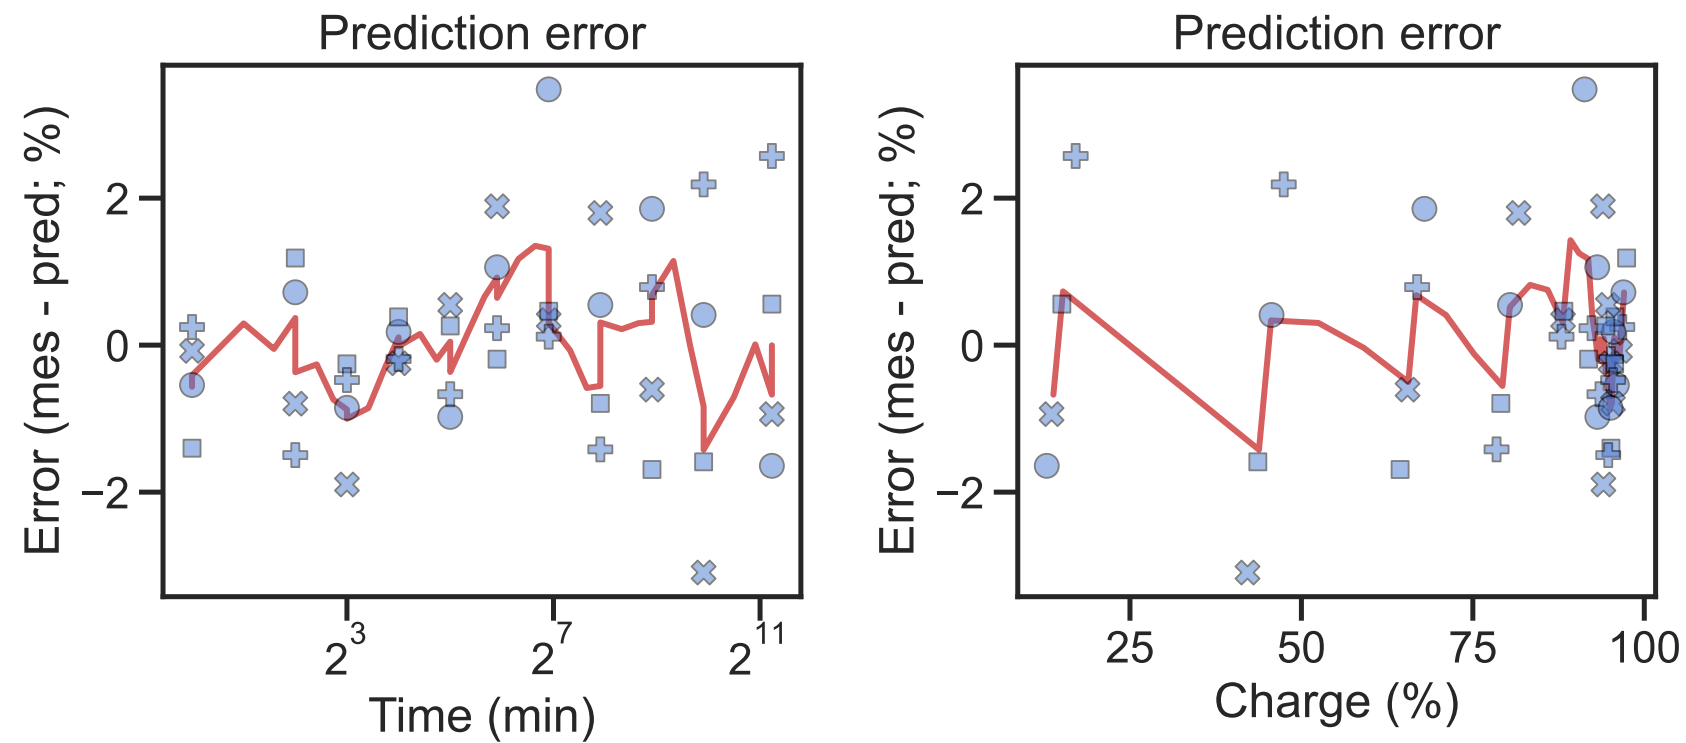 Prediction error
Error (mes - pred; %)
2
0
−2
2^3
2^7
2^11
Time (min)
Prediction error
Error (mes - pred; %)
2
0
−2
25
50
75
100
Charge (%)